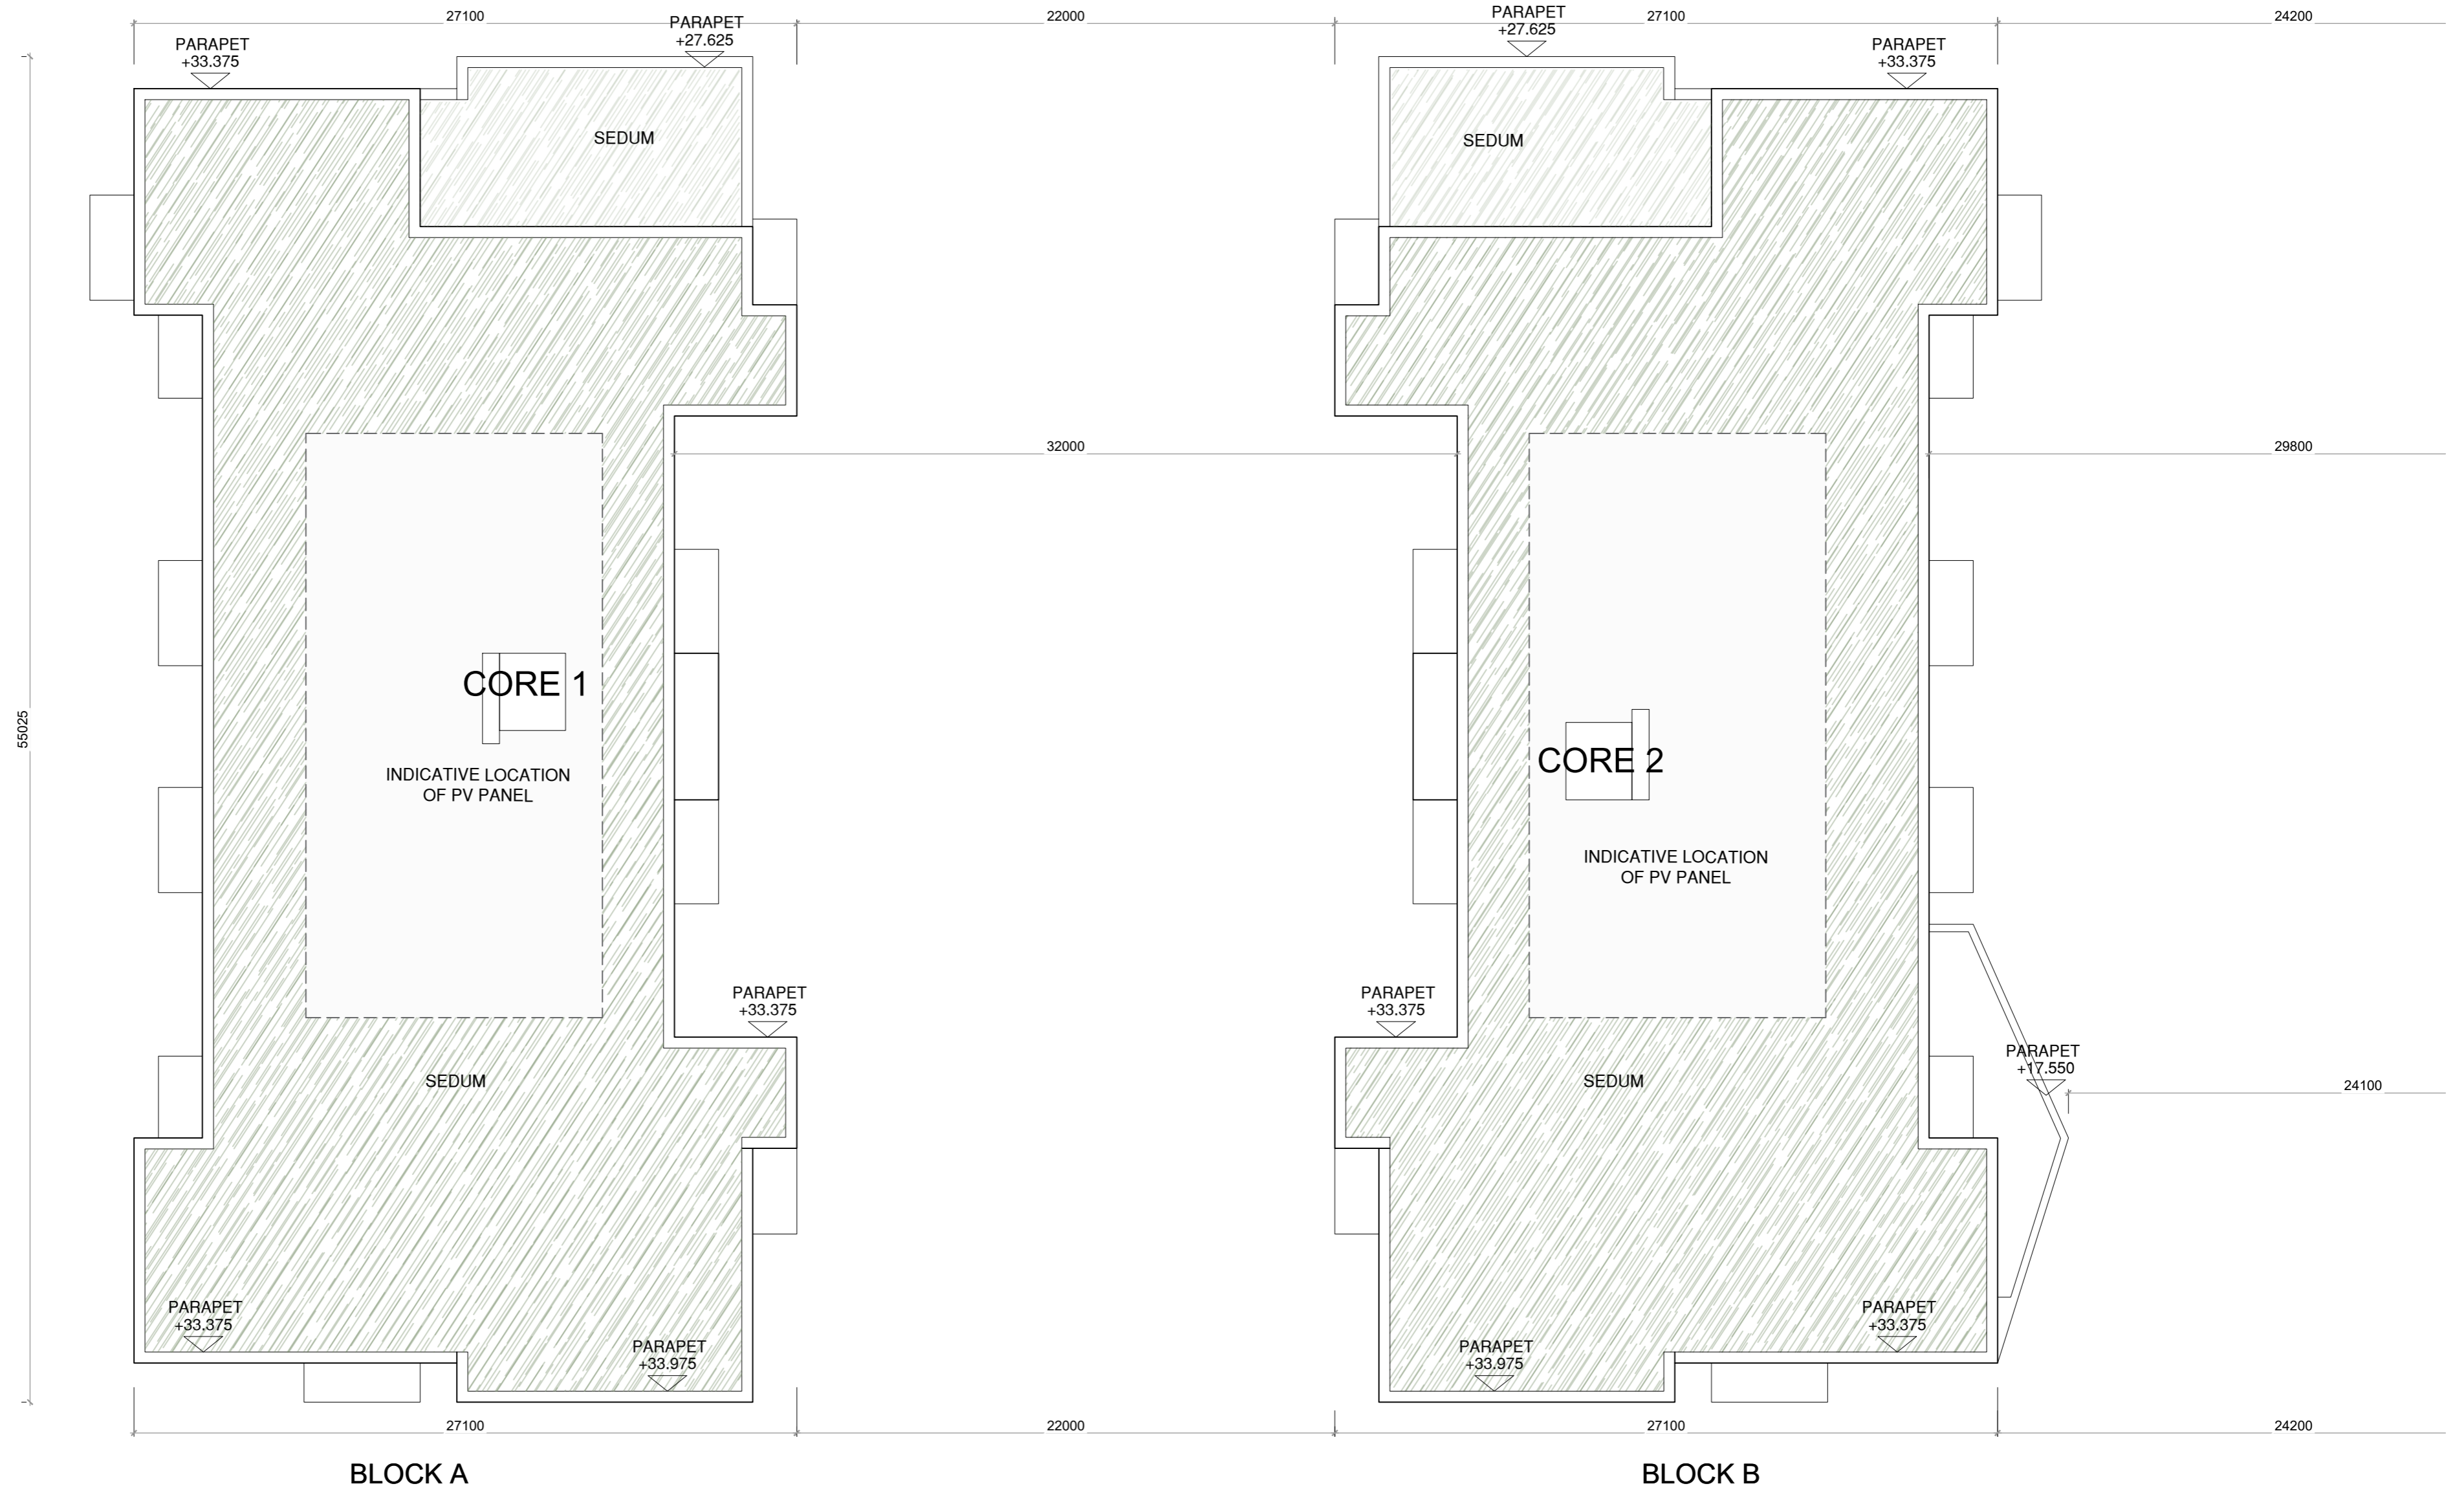 27100
22000
27100
24200
PARAPET
+33.375
PARAPET
+27.625
PARAPET
+27.625
PARAPET
+33.375
SEDUM
SEDUM
32000
29800
55025
CORE 1
INDICATIVE LOCATION
OF PV PANEL
CORE 2
INDICATIVE LOCATION
OF PV PANEL
PARAPET
+33.375
PARAPET
+33.375
PARAPET
+17.550
SEDUM
SEDUM
24100
PARAPET
+33.375
PARAPET
+33.975
PARAPET
+33.975
PARAPET
+33.375
27100
22000
27100
24200
BLOCK A
BLOCK B